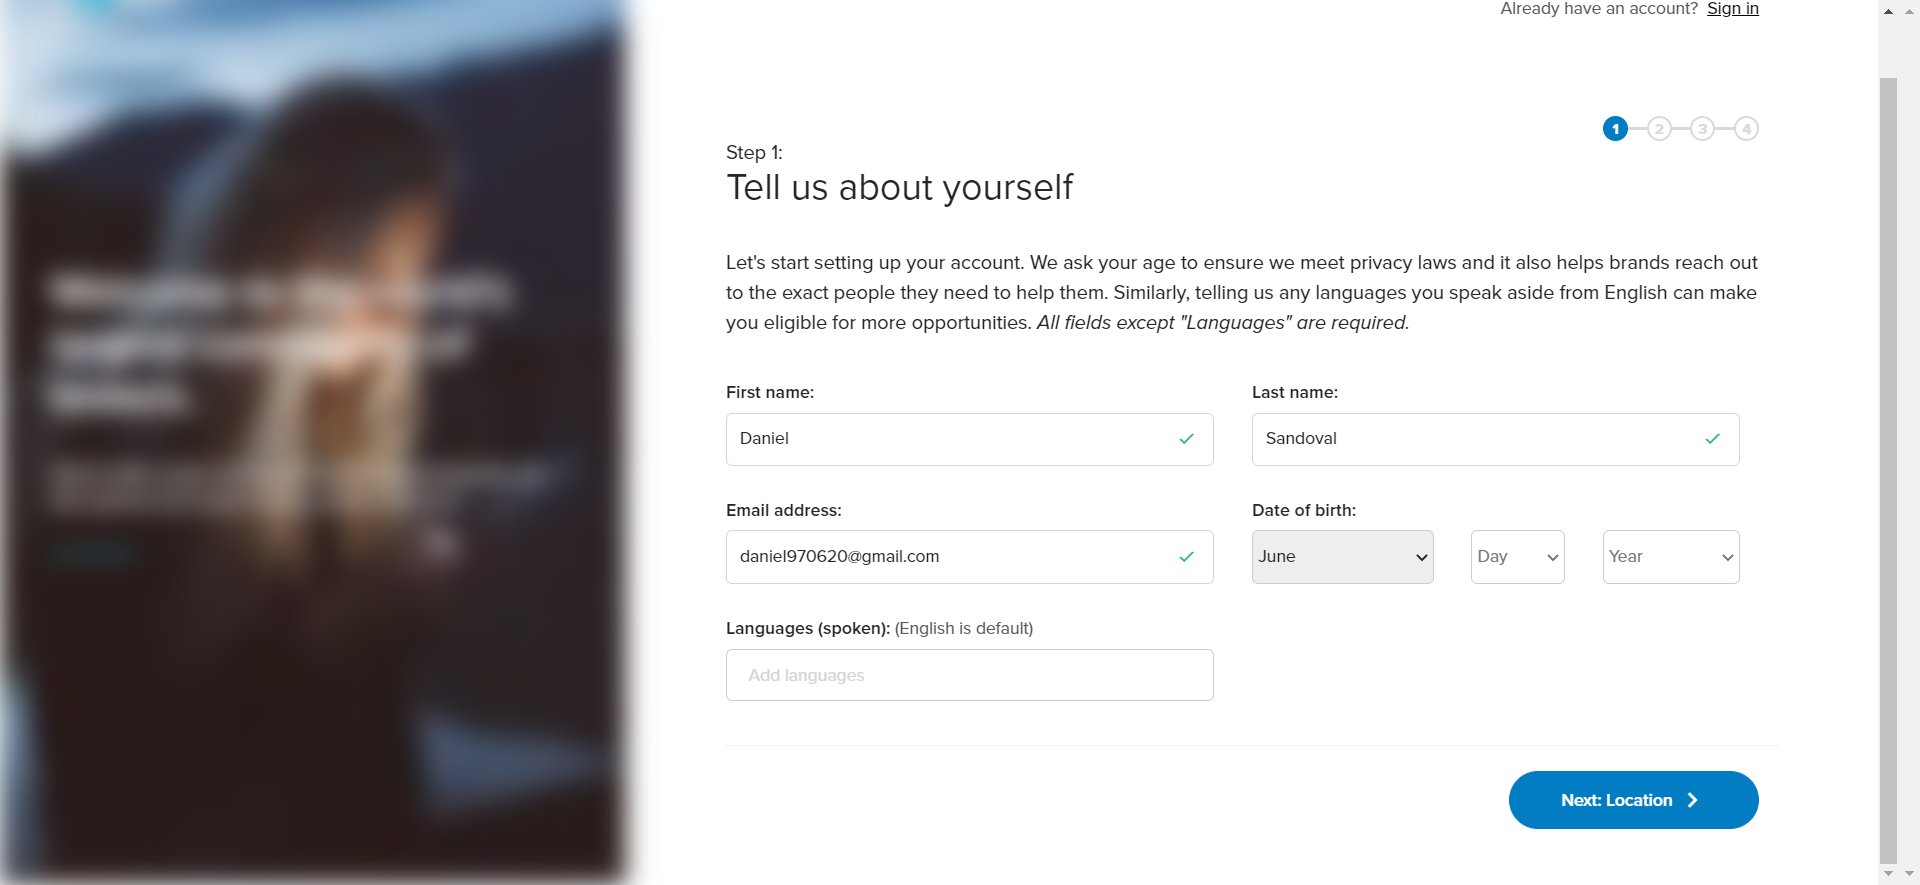 Already have an account? Sign in
1 2 3 4
Step 1:
Tell us about yourself
Let's start setting up your account. We ask your age to ensure we meet privacy laws and it also helps brands reach out
to the exact people they need to help them. Similarly, telling us any languages you speak aside from English can make
you eligible for more opportunities. All fields except "Languages" are required.
First name:
Last name:
Daniel
Sandoval
Email address:
Date of birth:
daniel970620@gmail.com
June
Day
Year
Languages (spoken): (English is default)
Add languages
Next: Location